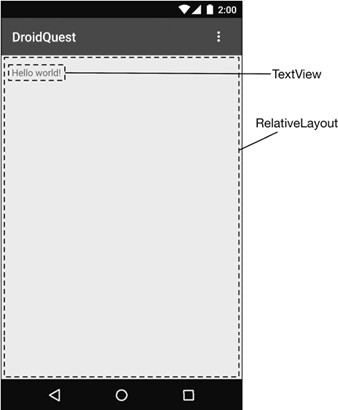 2:00
DroidQuest
Hello world!
TextView
RelativeLayout